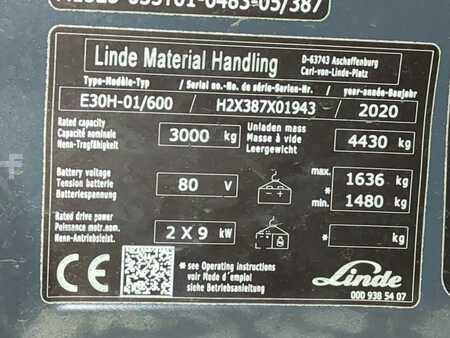 Linde Material Handling
D-63743 Aschaffenburg
Carl-von-Linde-Platz
Type-Modèle-Typ / Serial no.-No. de série-Serien-Nr. / year-année-Baujahr
E30H-01/600 / H2X387X01943 / 2020
Rated capacity
Capacité nominale
Nenn-Tragfähigkeit
3000 kg
Unladen mass
Masse à vide
Leergewicht
4430 kg
Battery voltage
Tension batterie
Batteriespannung
80 V
- +
max. 1636 kg
*
min. 1480 kg
Rated drive power
Puissance motr.nom.
Nenn-Antriebsleist.
2 X 9 kW
* kg
CE
* see Operating instructions
voir Mode d'emploi
siehe Betriebsanleitung
Linde
000 938 54 07